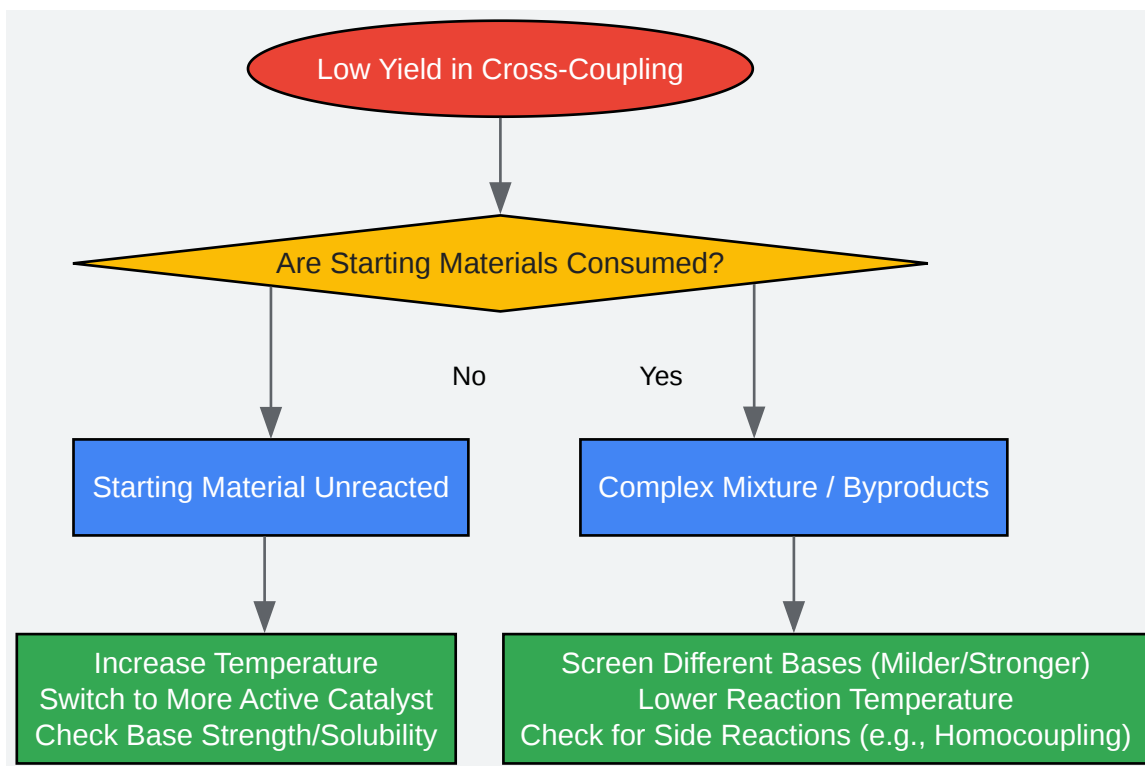 Low Yield in Cross-Coupling
Are Starting Materials Consumed?
No
Yes
Starting Material Unreacted
Complex Mixture / Byproducts
Increase Temperature
Switch to More Active Catalyst
Check Base Strength/Solubility
Screen Different Bases (Milder/Stronger)
Lower Reaction Temperature
Check for Side Reactions (e.g., Homocoupling)